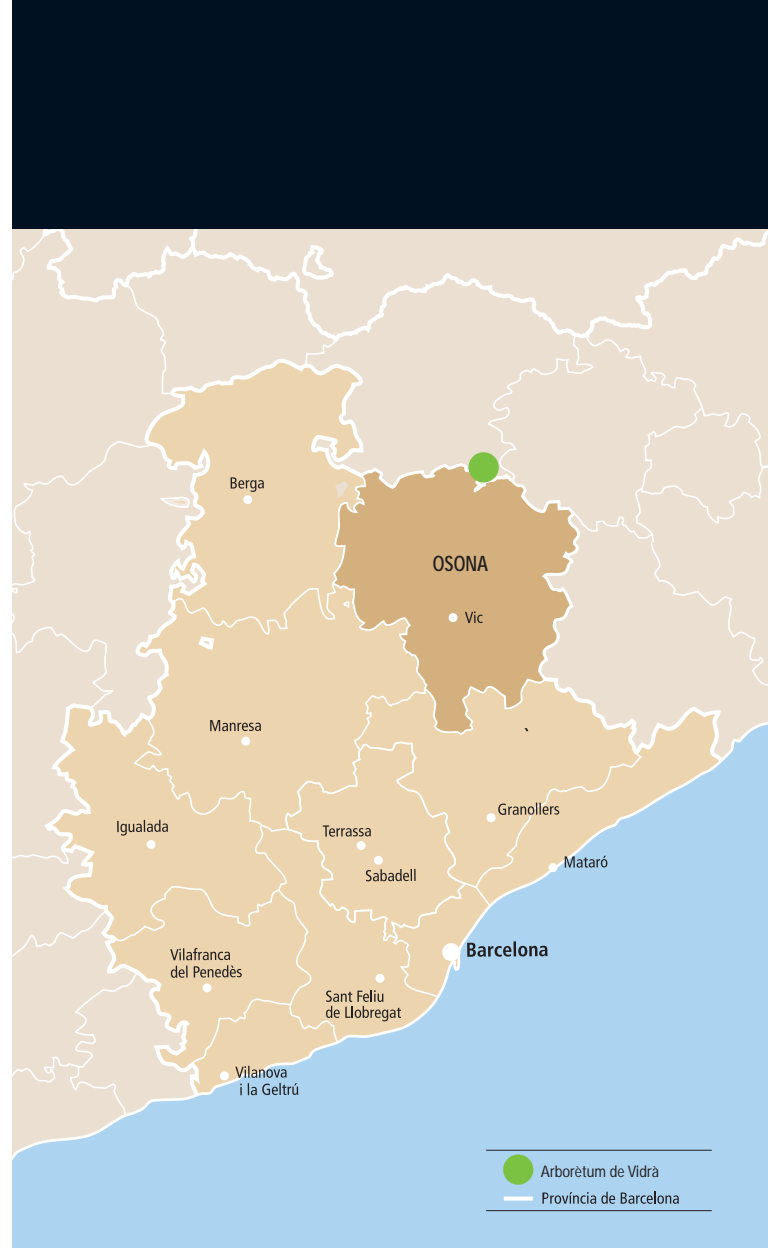 Berga
OSONA
Vic
Manresa
Granollers
Igualada
Terrassa
Mataró
Sabadell
Barcelona
Vilafranca
del Penedès
Sant Feliu
de Llobregat
Vilanova
i la Geltrú
Arborètum de Vidrà
Província de Barcelona